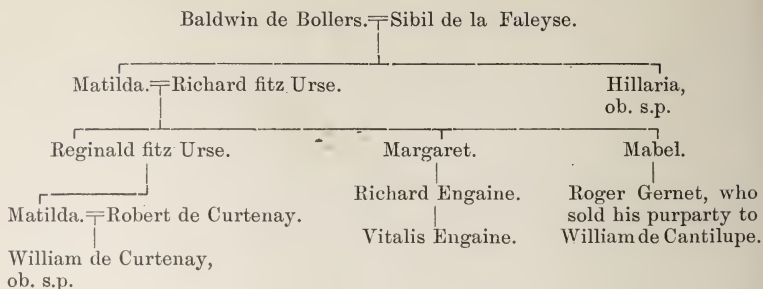 Baldwin de Bollers.╤Sibil de la Faleyse.
Matilda.╤Richard fitz Urse. Hillaria,
ob. s.p.
Reginald fitz Urse. Margaret. Mabel.
Matilda.╤Robert de Curtenay. Richard Engaine. Roger Gernet, who
Vitalis Engaine. sold his purparty to
William de Cantilupe.
William de Curtenay,
ob. s.p.